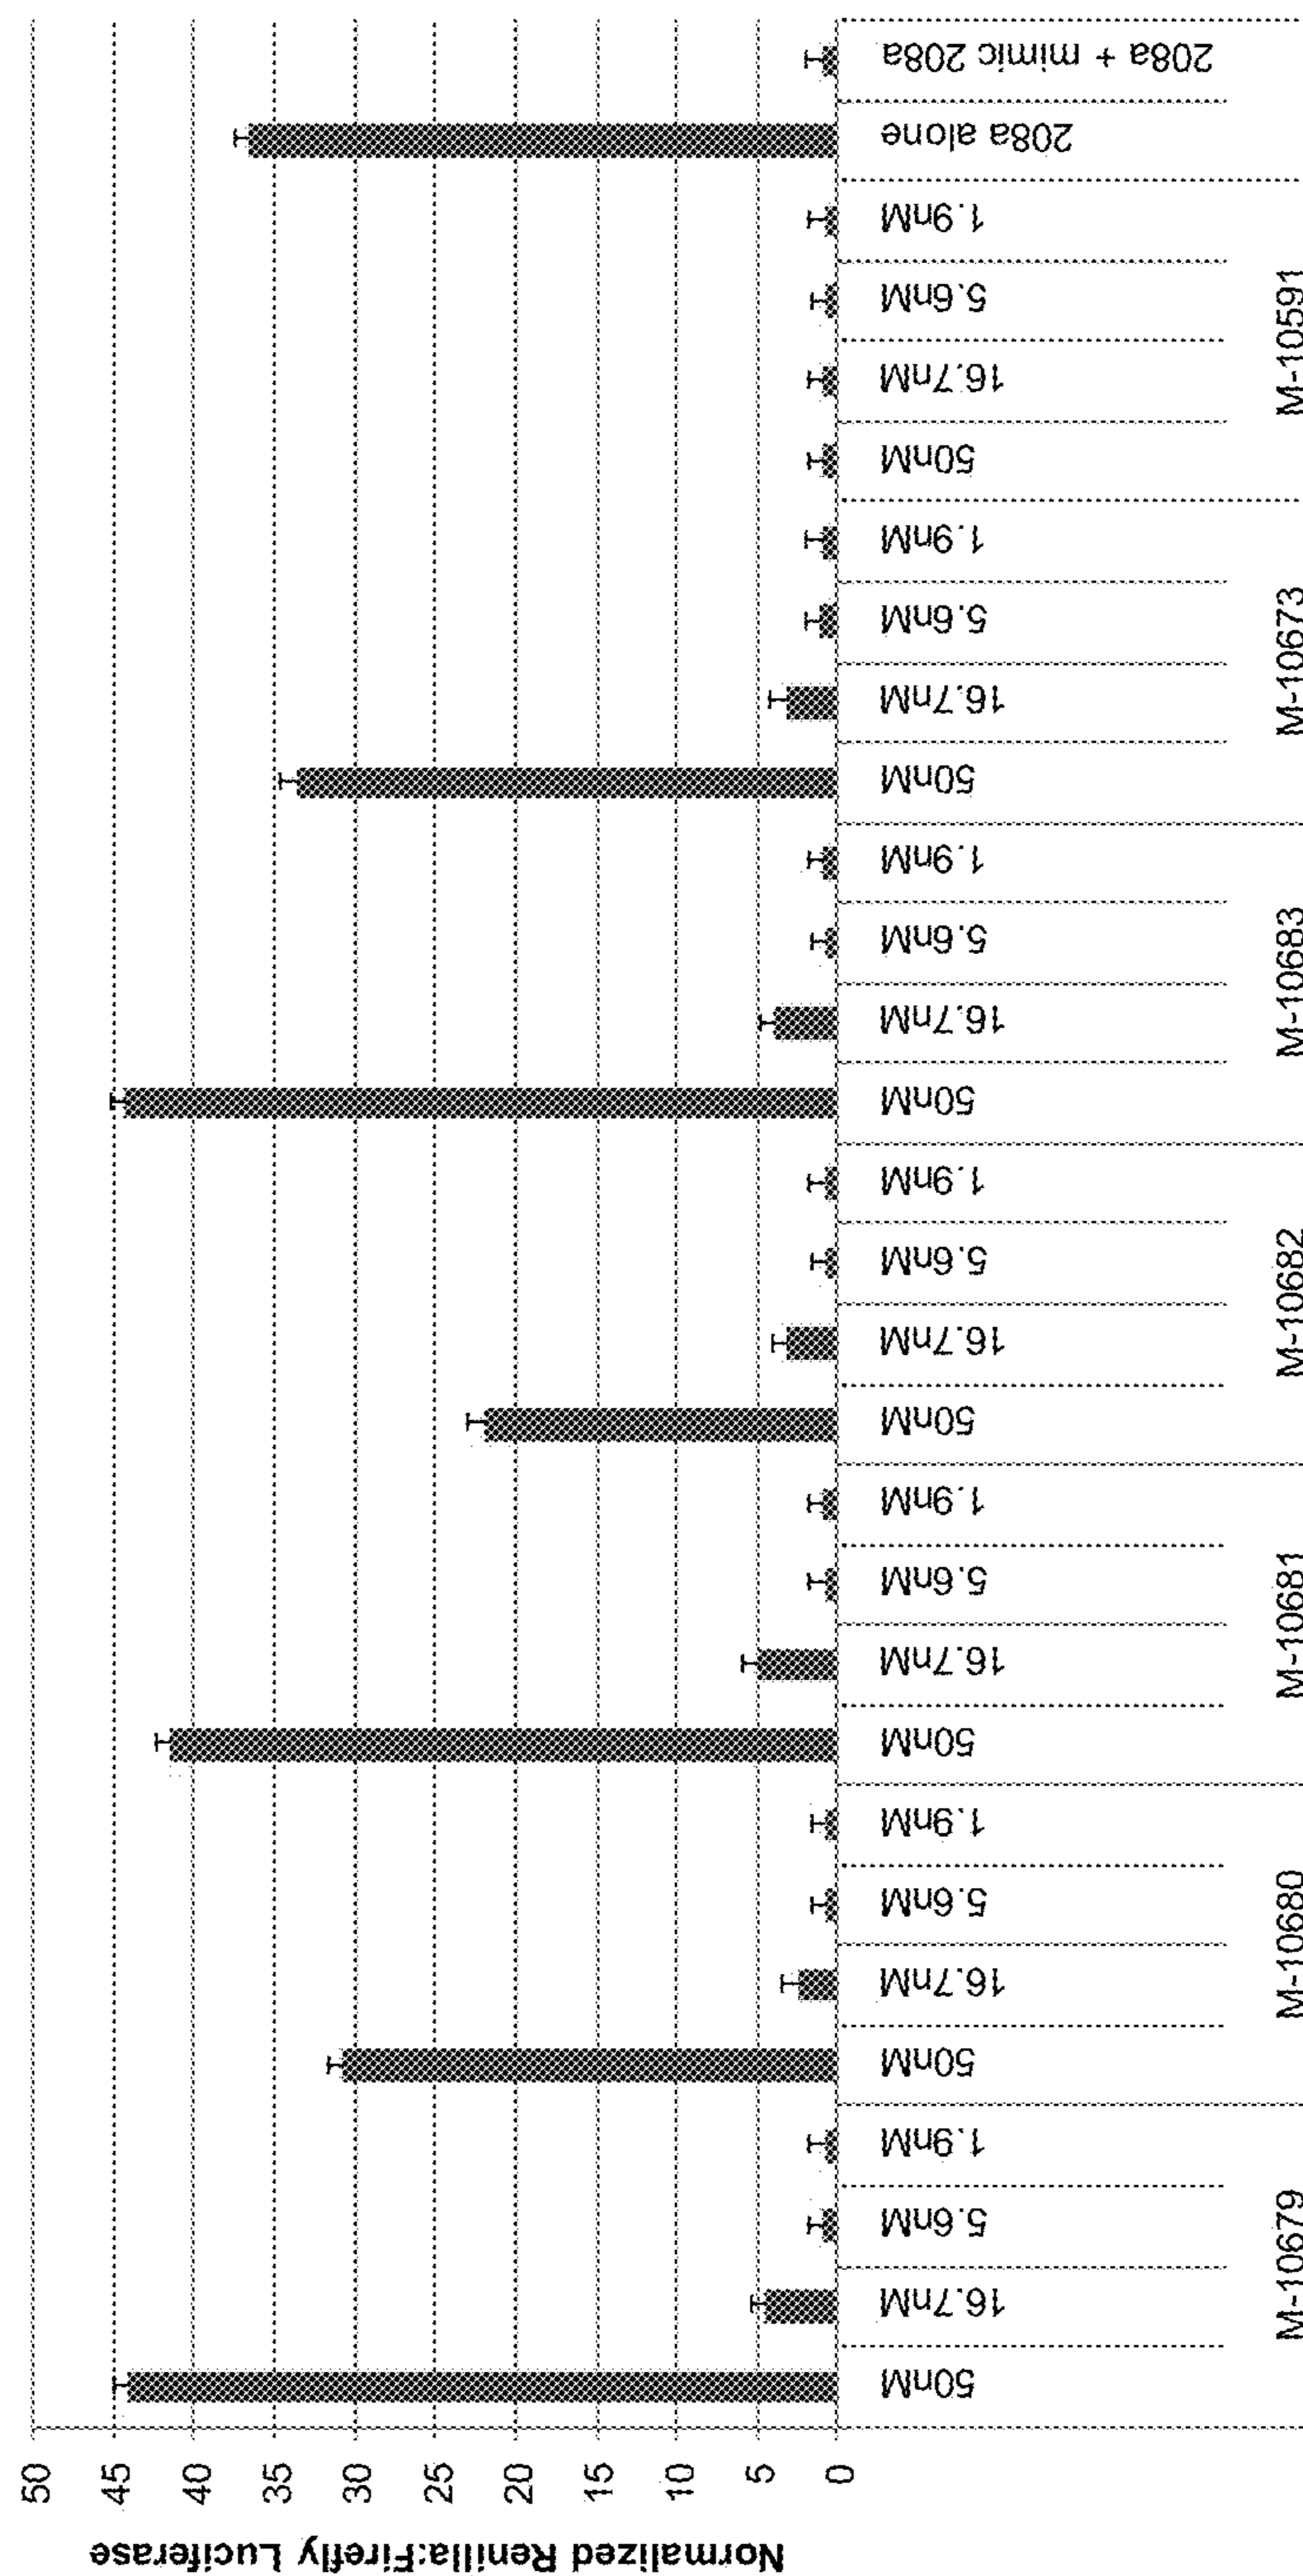 Normalized Renilla:Firefly Luciferase
50
45
40
35
30
25
20
15
10
5
0
50nM
16.7nM
5.6nM
1.9nM
M-10679
50nM
16.7nM
5.6nM
1.9nM
M-10680
50nM
16.7nM
5.6nM
1.9nM
M-10681
50nM
16.7nM
5.6nM
1.9nM
M-10682
50nM
16.7nM
5.6nM
1.9nM
M-10683
50nM
16.7nM
5.6nM
1.9nM
M-10673
50nM
16.7nM
5.6nM
1.9nM
M-10591
208a alone
208a + mimic 208a